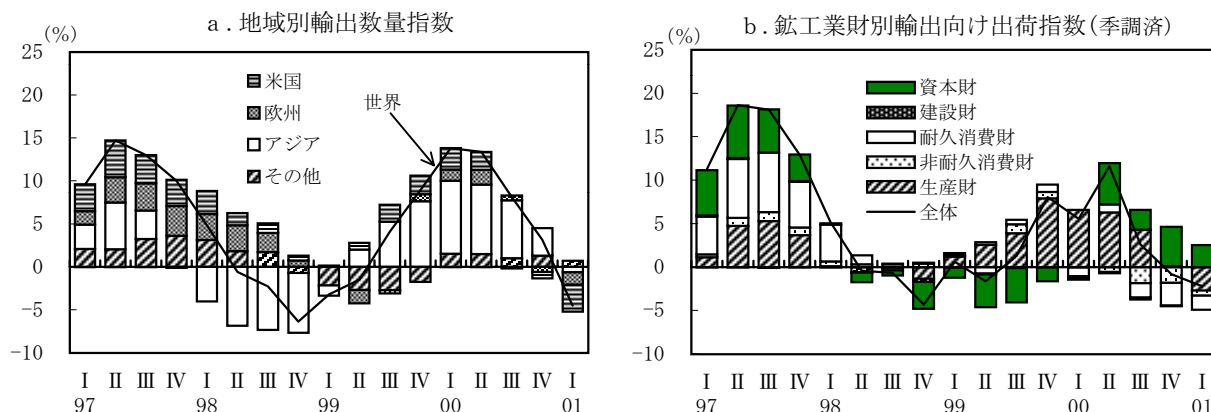 a．地域別輸出数量指数
(%)
25
20
15
10
5
0
−5
−10
米国
欧州
アジア
その他
世界
Ⅰ Ⅱ Ⅲ Ⅳ Ⅰ Ⅱ Ⅲ Ⅳ Ⅰ Ⅱ Ⅲ Ⅳ Ⅰ Ⅱ Ⅲ Ⅳ Ⅰ
97 98 99 00 01
b．鉱工業財別輸出向け出荷指数(季調済)
(%)
25
20
15
10
5
0
−5
−10
資本財
建設財
耐久消費財
非耐久消費財
生産財
全体
Ⅰ Ⅱ Ⅲ Ⅳ Ⅰ Ⅱ Ⅲ Ⅳ Ⅰ Ⅱ Ⅲ Ⅳ Ⅰ Ⅱ Ⅲ Ⅳ Ⅰ
97 98 99 00 01